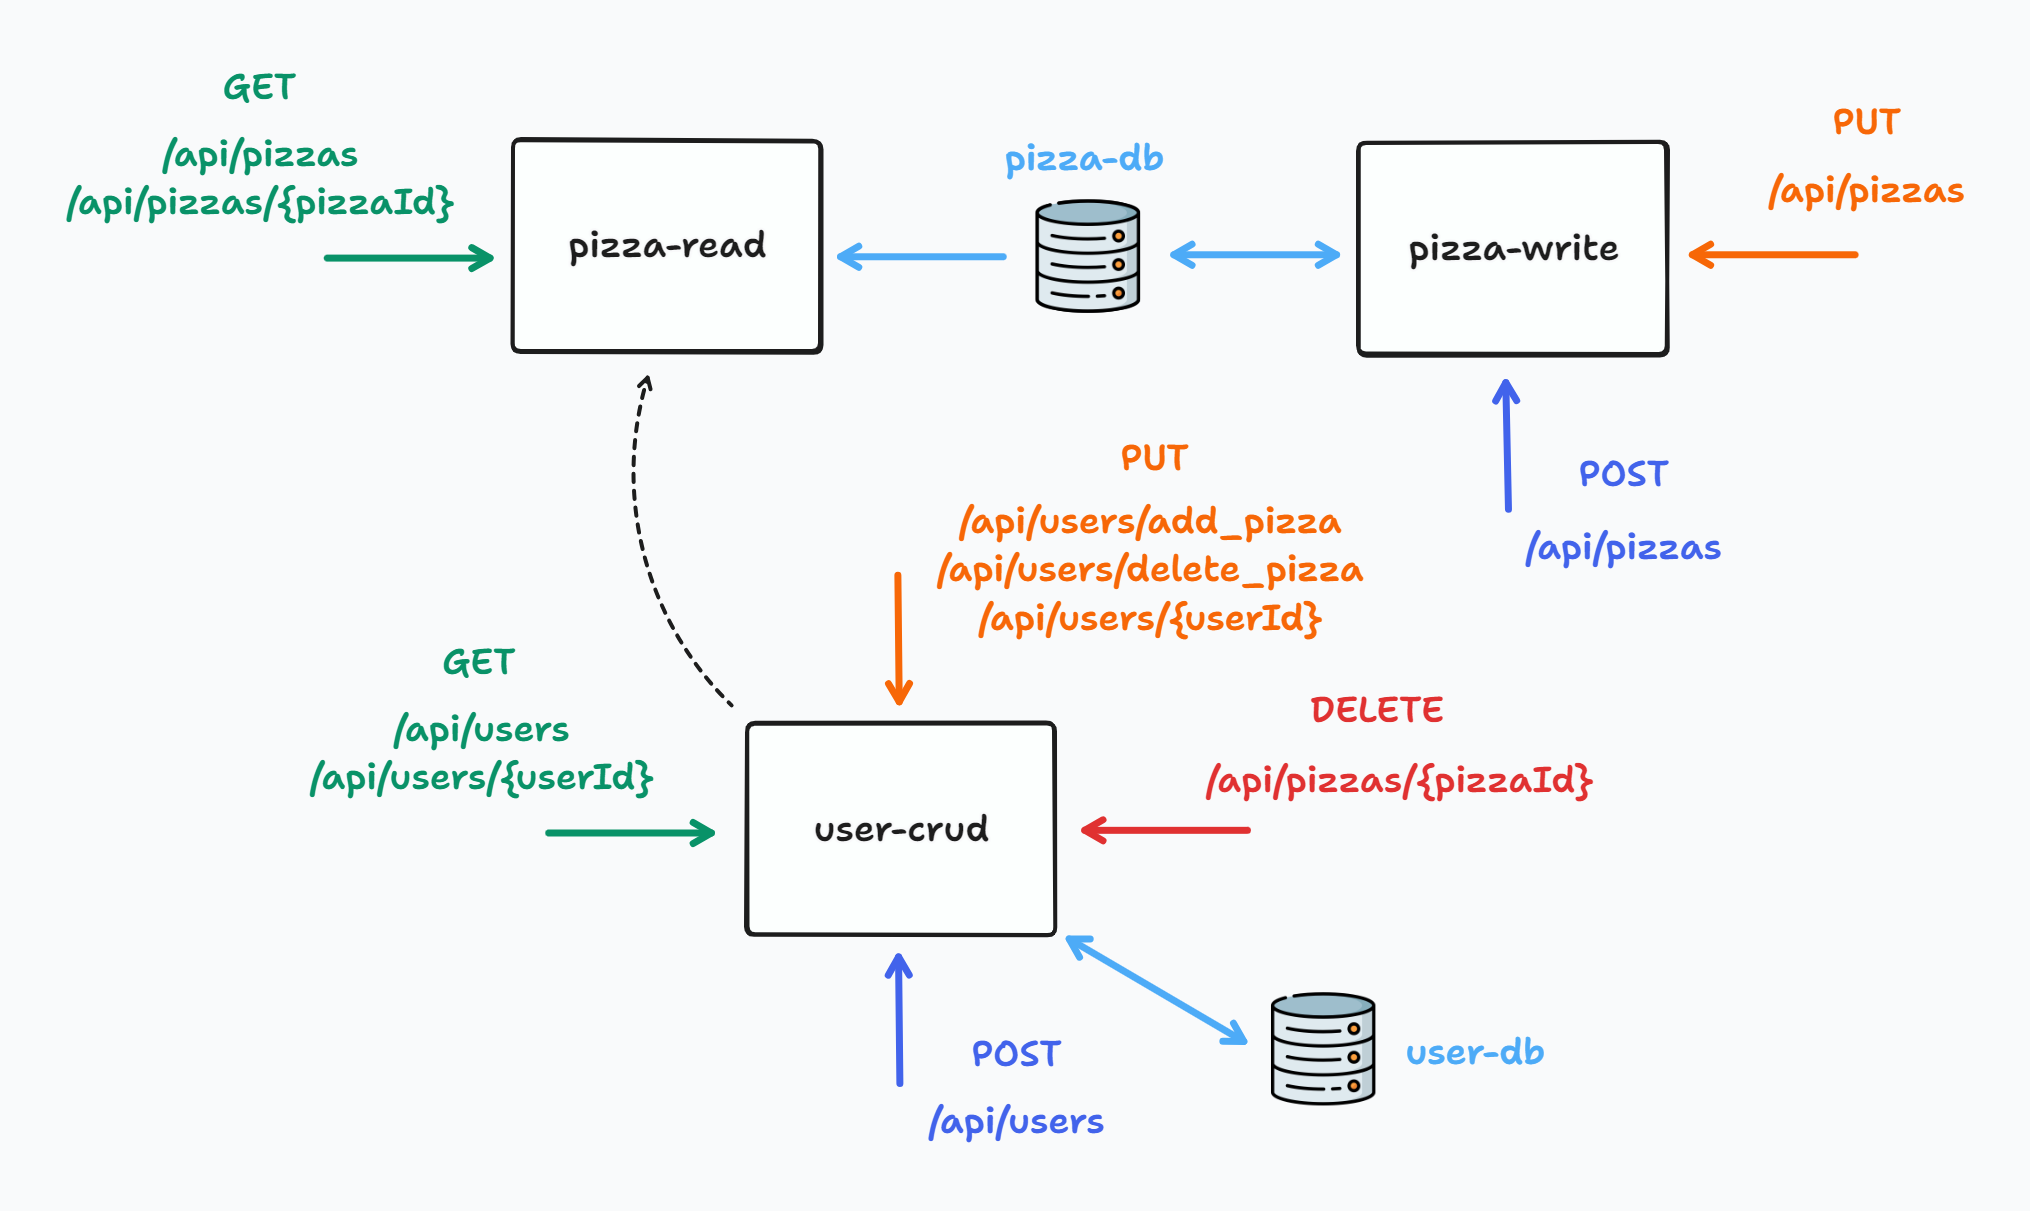 GET
/api/pizzas
/api/pizzas/{pizzaId}
pizza-read
pizza-db
pizza-write
PUT
/api/pizzas
POST
/api/pizzas
PUT
/api/users/add_pizza
/api/users/delete_pizza
/api/users/{userId}
GET
/api/users
/api/users/{userId}
user-crud
DELETE
/api/pizzas/{pizzaId}
POST
/api/users
user-db